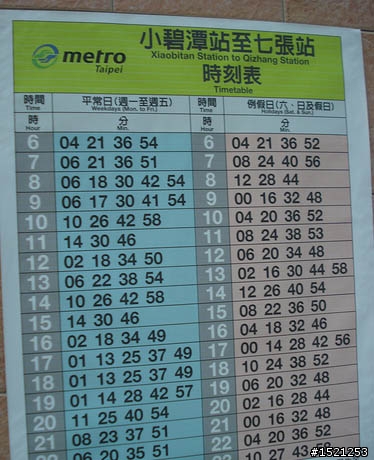 metro
Taipei
小碧潭站至七張站
Xiaobitan Station to Qizhang Station
時刻表
Timetable
時間 平常日(週一至週五) 時間 例假日(六、日及假日)
Time Weekdays (Mon. to Fri.) Time Holidays (Sat. & Sun.)
時 分 時 分
Hour Min. Hour Min.
6 04 21 36 54 6 04 21 36 52
7 06 21 36 51 7 08 24 40 56
8 06 18 30 42 54 8 12 28 44
9 06 17 30 41 54 9 00 16 32 48
10 10 26 42 58 10 04 20 36 52
11 14 30 46 11 08 24 38 53
12 02 18 34 50 12 06 20 34 48
13 06 22 38 54 13 02 16 30 44 58
14 10 26 42 58 14 12 26 40 54
15 14 30 46 15 08 22 36 50
16 02 18 34 49 16 04 18 32 46
17 01 13 25 37 49 17 00 14 28 42 56
18 01 13 25 37 49 18 10 24 38 52
19 01 14 28 42 57 19 06 20 32 48
20 11 25 40 54 20 02 16 32 48
21 08 23 37 51 21 04 20 36 52
22 06 20 35 51 22 10 27 43
#1521253